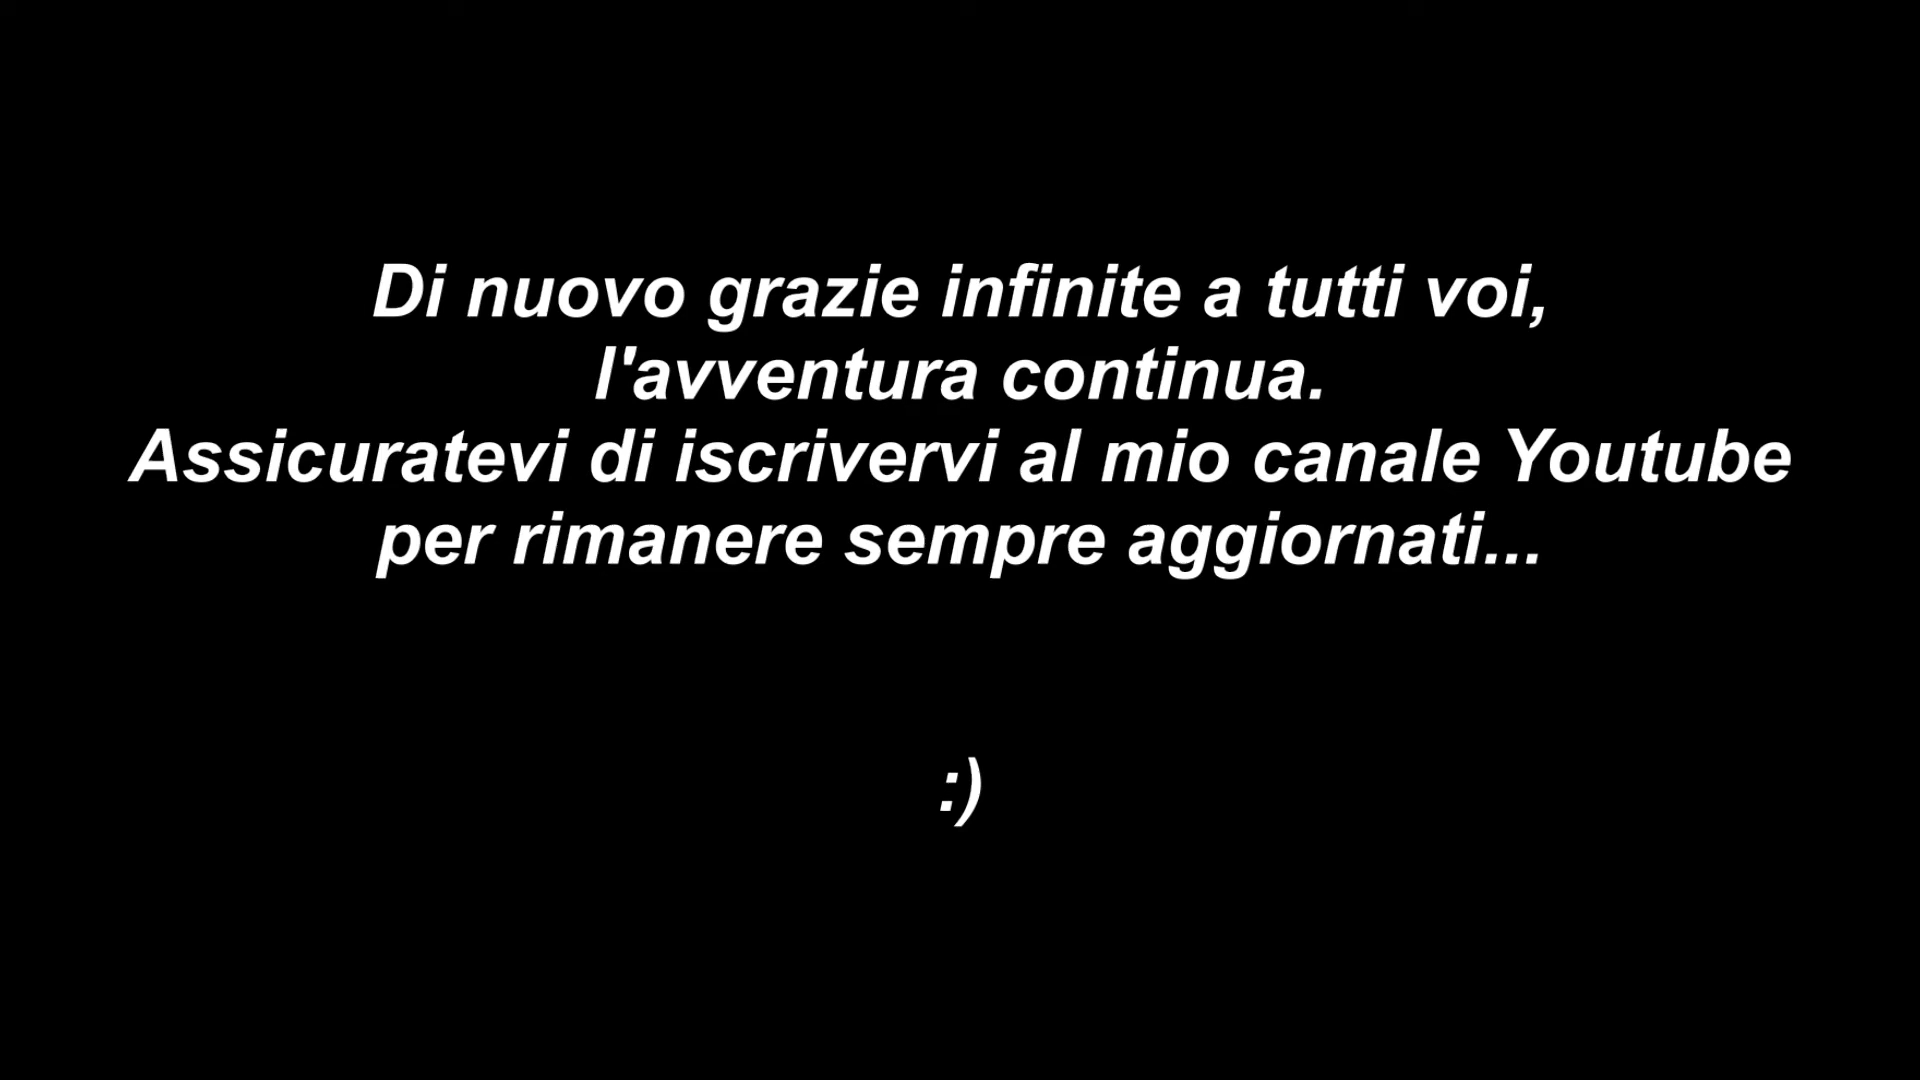 Di nuovo grazie infinite a tutti voi,
l'avventura continua.
Assicuratevi di iscrivervi al mio canale Youtube
per rimanere sempre aggiornati...
:)